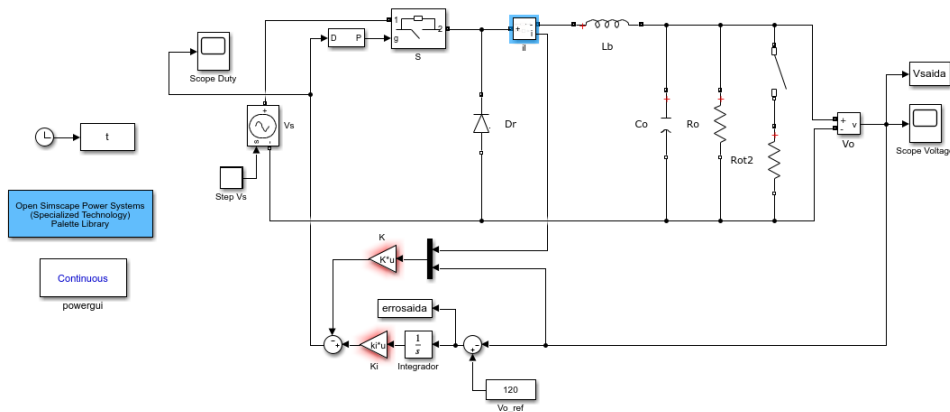 1
g
2
S
D
P
Scope Duty
+
-
i
il
Lb
Vsaida
t
+
-
s
Vs
Step Vs
Dr
Co
Ro
Rot2
+
-
v
Vo
Scope Voltage
Open Simscape Power Systems
(Specialized Technology)
Palette Library
Continuous
powergui
K
K*u
errosaida
ki*u
Ki
1
s
Integrador
120
Vo_ref